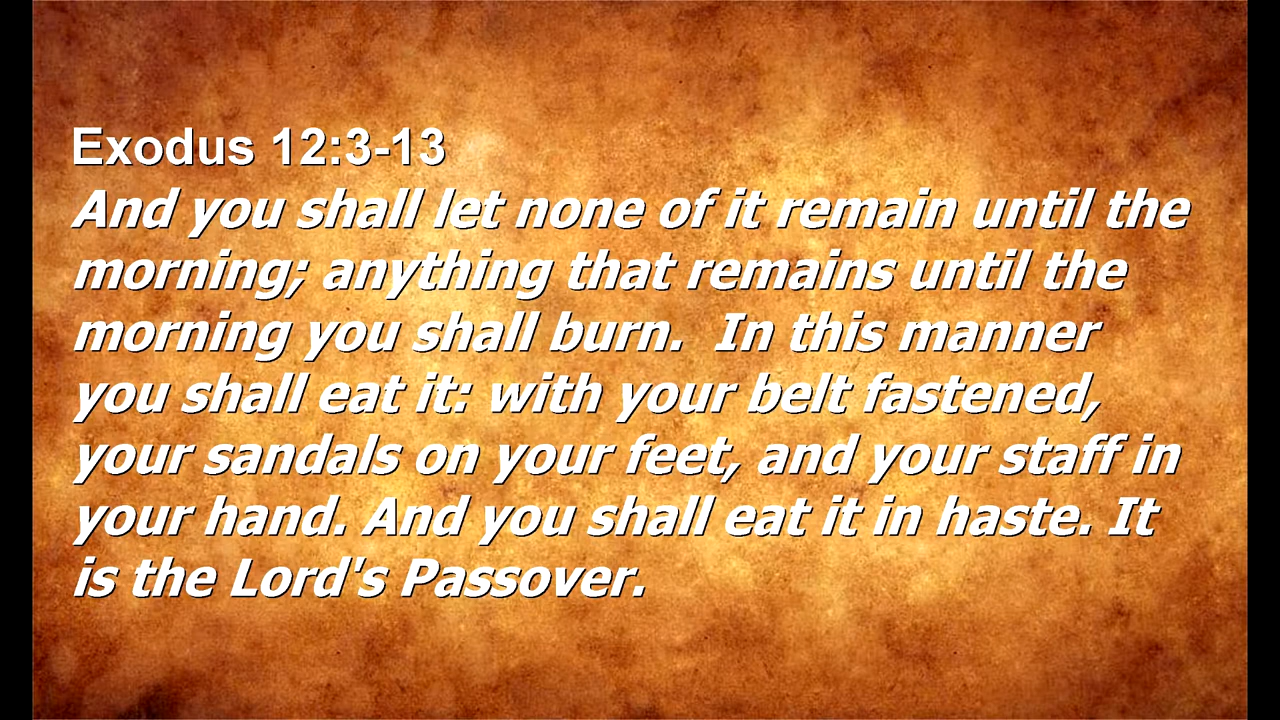 Exodus 12:3-13
And you shall let none of it remain until the
morning; anything that remains until the
morning you shall burn.  In this manner
you shall eat it: with your belt fastened,
your sandals on your feet, and your staff in
your hand. And you shall eat it in haste. It
is the Lord's Passover.